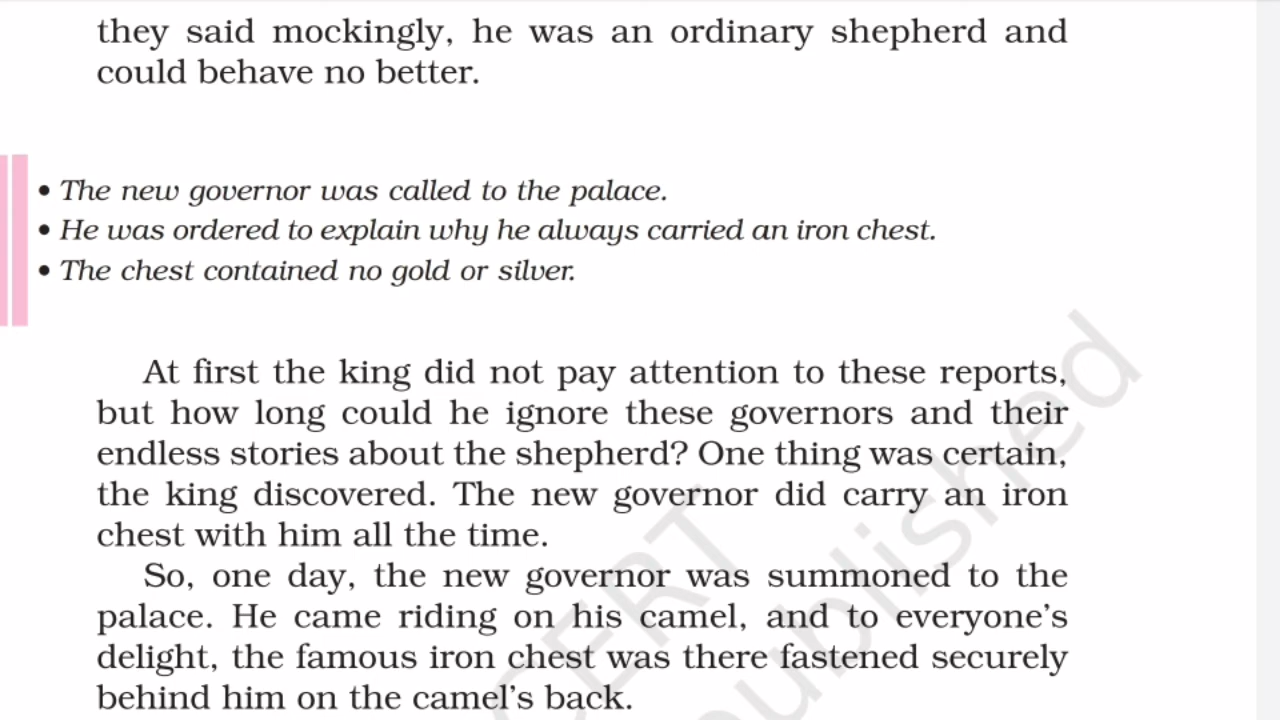 they said mockingly, he was an ordinary shepherd and
could behave no better.
• The new governor was called to the palace.
• He was ordered to explain why he always carried an iron chest.
• The chest contained no gold or silver.
At first the king did not pay attention to these reports,
but how long could he ignore these governors and their
endless stories about the shepherd? One thing was certain,
the king discovered. The new governor did carry an iron
chest with him all the time.
So, one day, the new governor was summoned to the
palace. He came riding on his camel, and to everyone's
delight, the famous iron chest was there fastened securely
behind him on the camel's back.
CERT
published